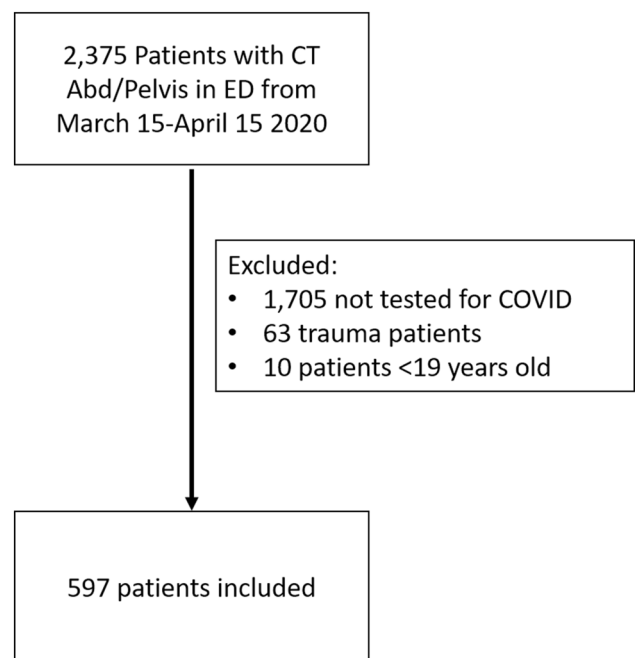 2,375 Patients with CT
Abd/Pelvis in ED from
March 15-April 15 2020
Excluded:
• 1,705 not tested for COVID
• 63 trauma patients
• 10 patients <19 years old
597 patients included